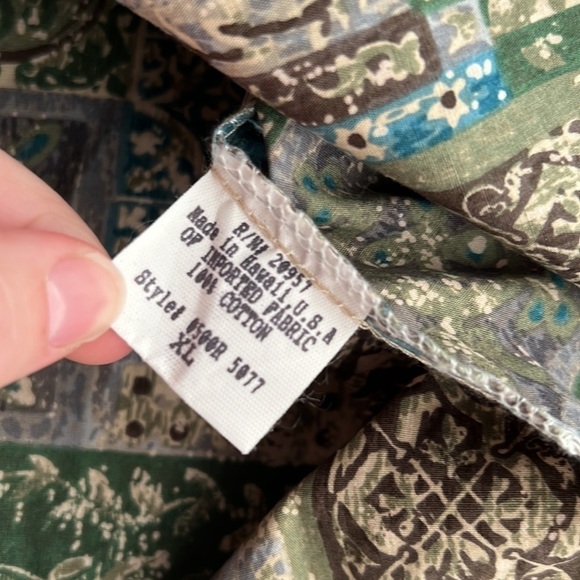 R/N# 20957
Made in Hawaii U.S.A
OF IMPORTED FABRIC
100% COTTON
Style# 0500R 5077
XL